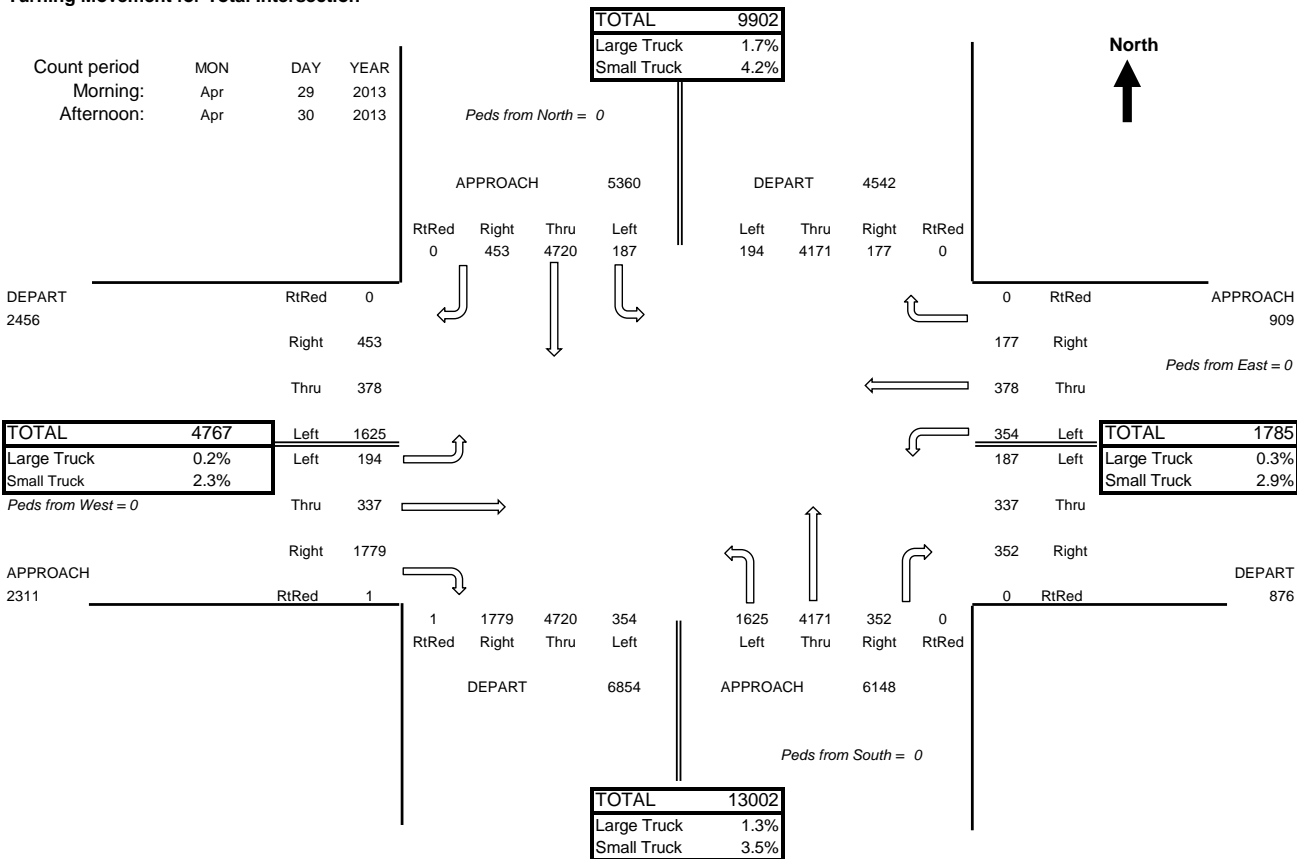 Turning Movement for Total Intersection
TOTAL 9902
Large Truck 1.7%
Small Truck 4.2%
North
Count period MON DAY YEAR
Morning: Apr 29 2013
Afternoon: Apr 30 2013
Peds from North = 0
APPROACH 5360 DEPART 4542
RtRed Right Thru Left Left Thru Right RtRed
0 453 4720 187 194 4171 177 0
DEPART RtRed 0 0 RtRed APPROACH
2456 909
Right 453 177 Right
Peds from East = 0
Thru 378 378 Thru
TOTAL 4767 Left 1625 354 Left TOTAL 1785
Large Truck 0.2% Left 194 187 Left Large Truck 0.3%
Small Truck 2.3% Small Truck 2.9%
Peds from West = 0 Thru 337 337 Thru
Right 1779 352 Right
APPROACH DEPART
2311 RtRed 1 0 RtRed 876
1 1779 4720 354 1625 4171 352 0
RtRed Right Thru Left Left Thru Right RtRed
DEPART 6854 APPROACH 6148
Peds from South = 0
TOTAL 13002
Large Truck 1.3%
Small Truck 3.5%